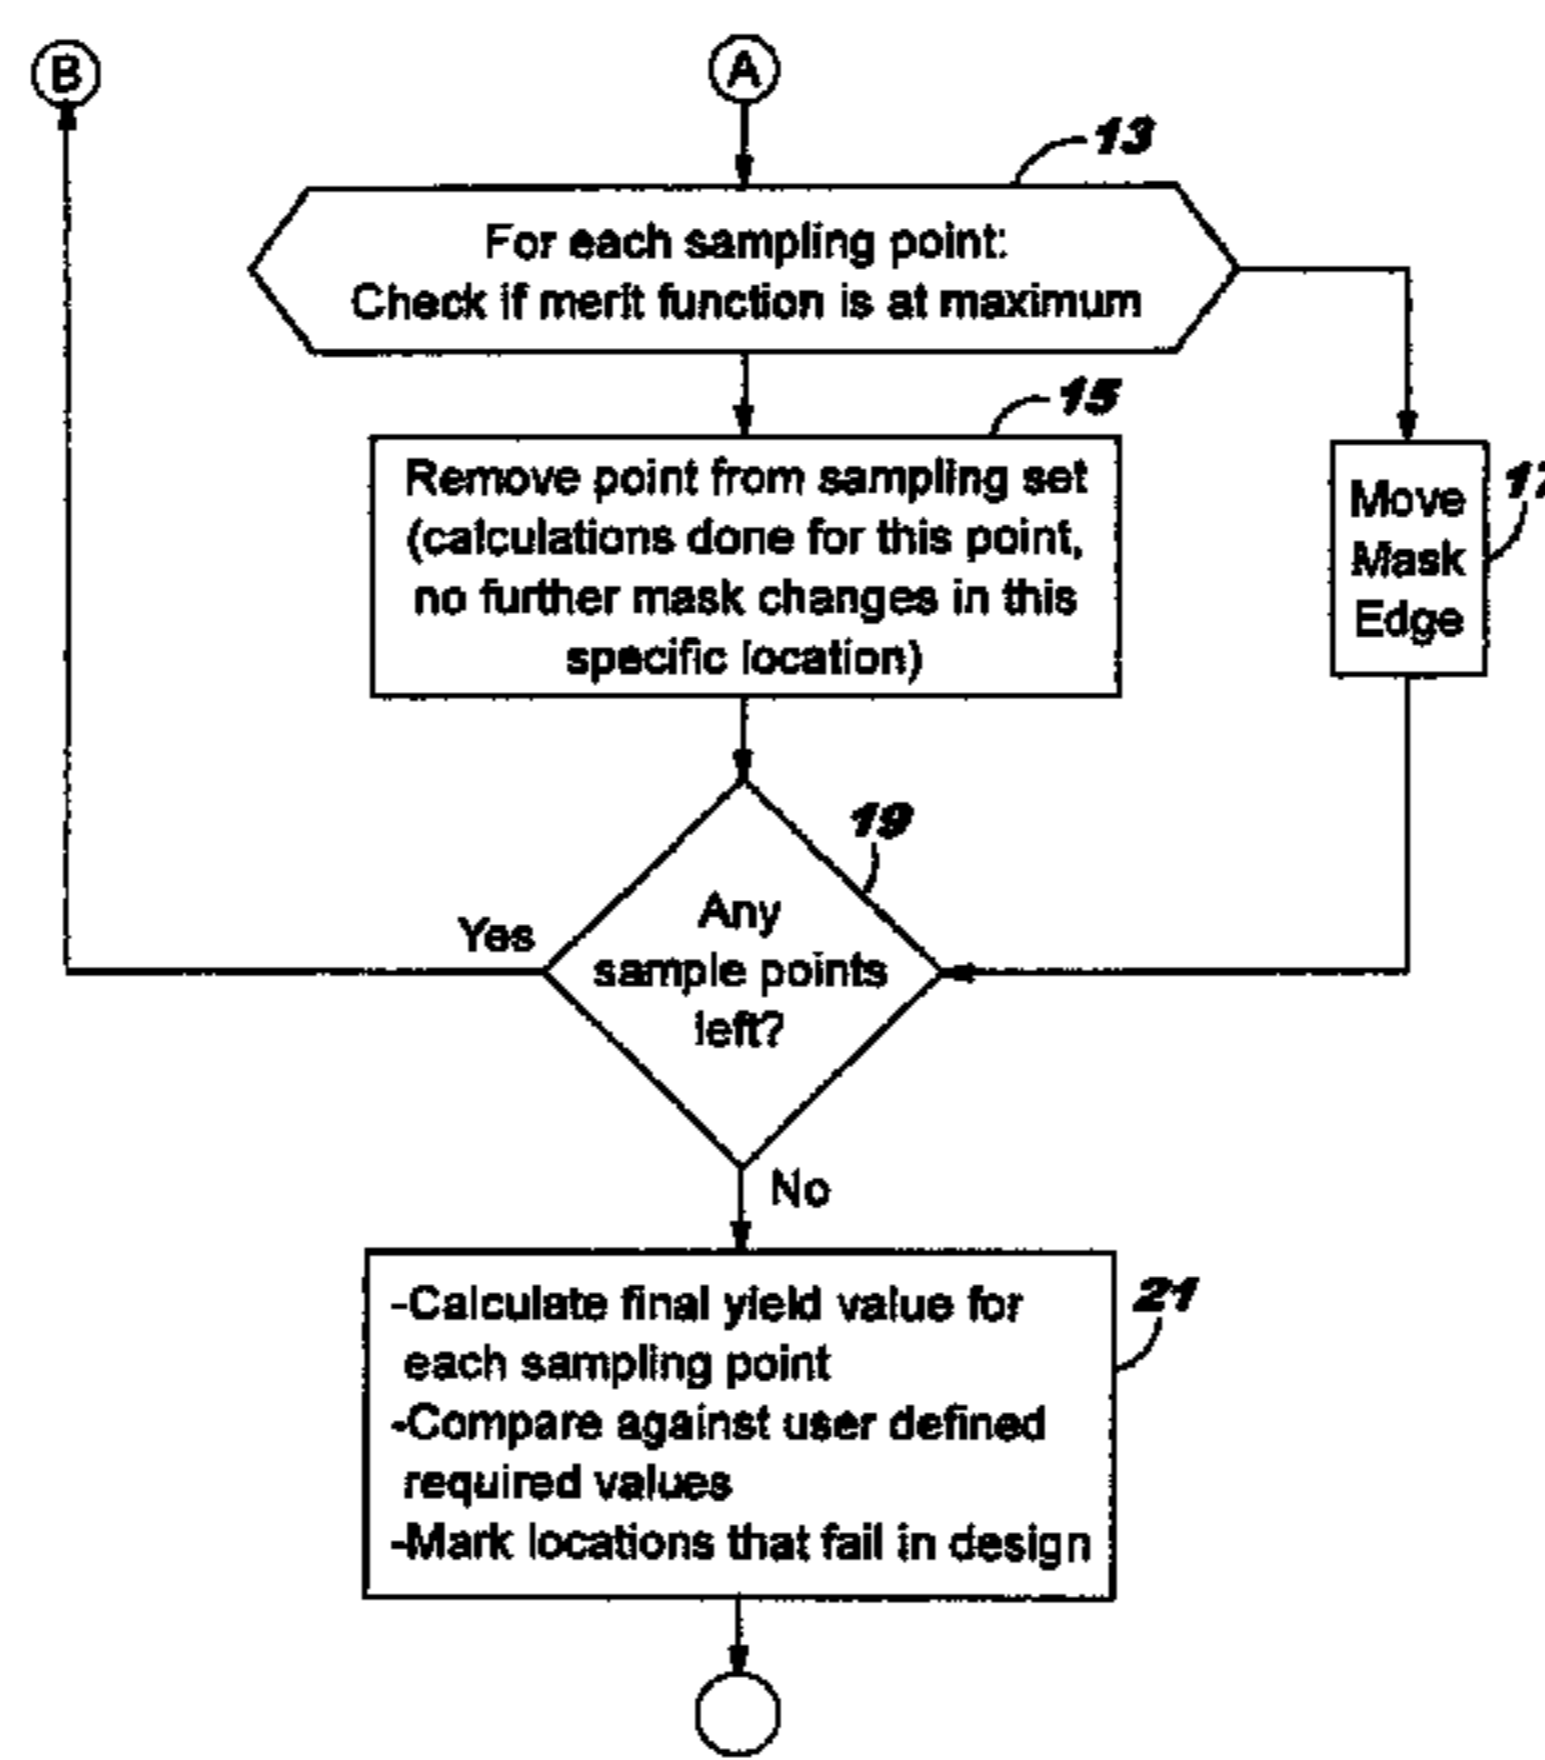 B
A
13
For each sampling point:
Check if merit function is at maximum
15
Remove point from sampling set
(calculations done for this point,
no further mask changes in this
specific location)
Move
Mask
Edge
17
19
Any
sample points
left?
Yes
No
21
-Calculate final yield value for
each sampling point
-Compare against user defined
required values
-Mark locations that fail in design